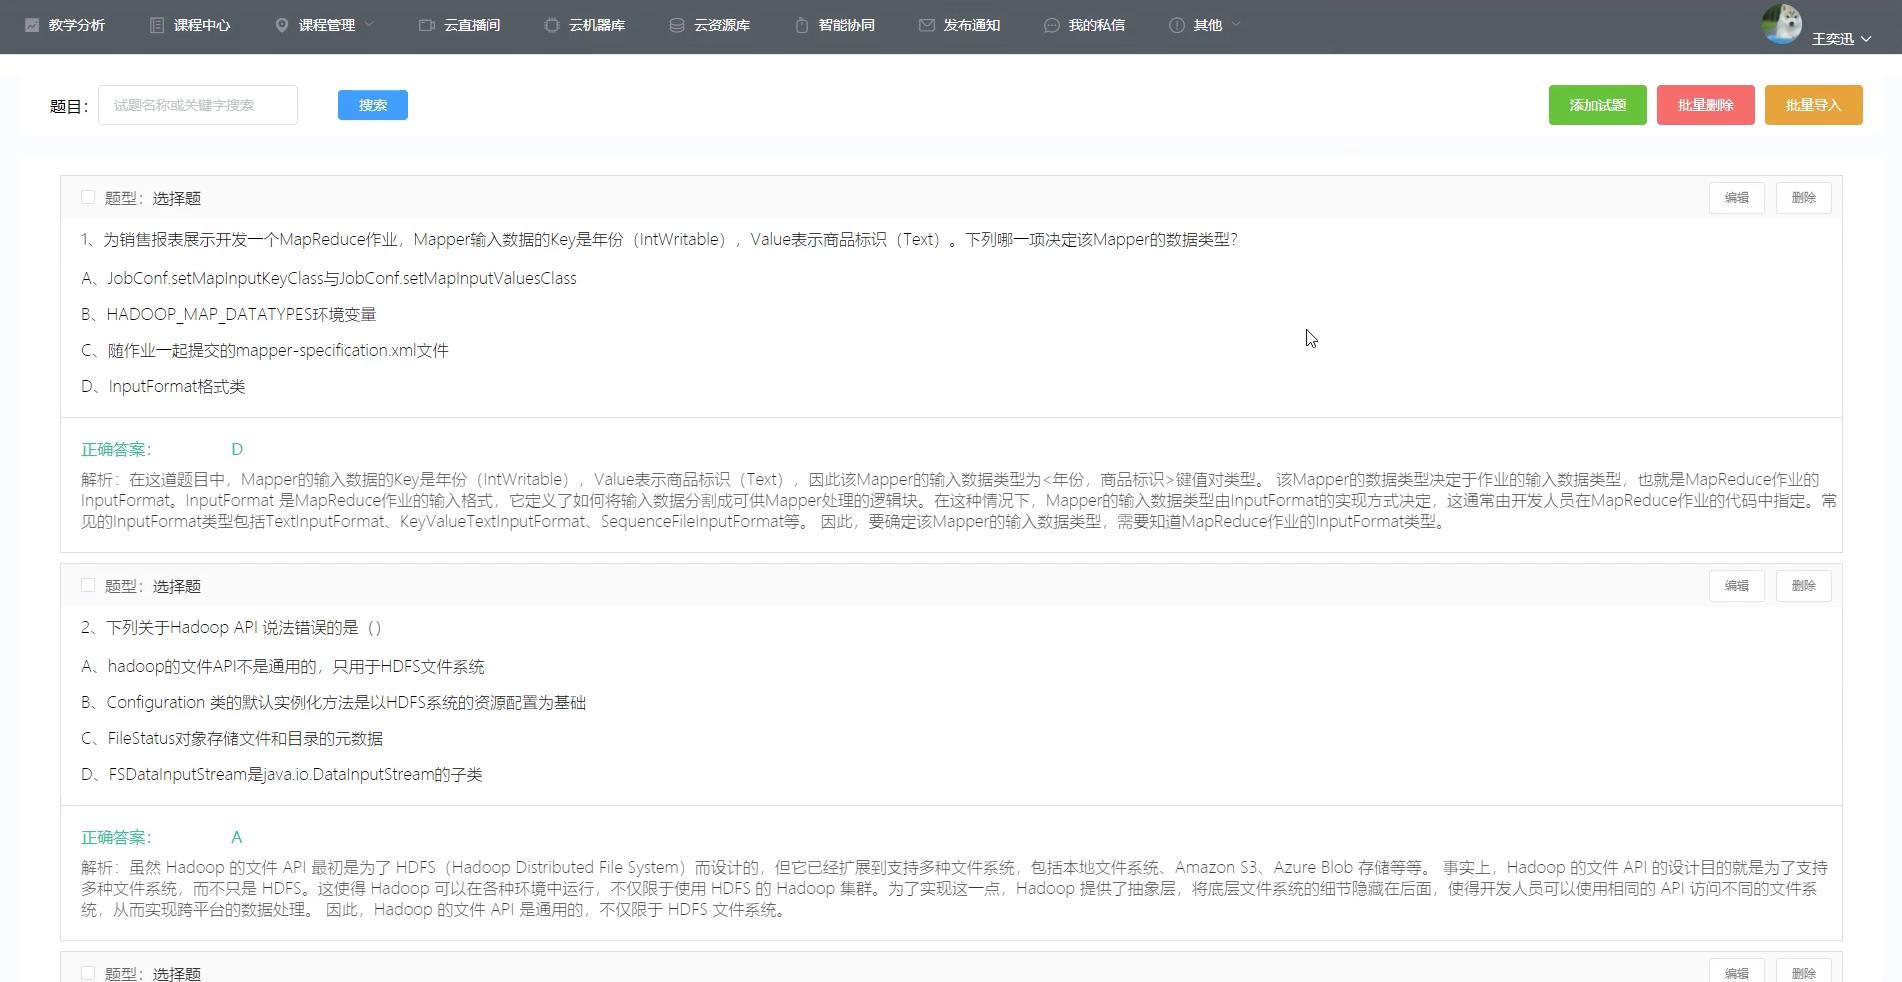 教学分析 课程中心 课程管理 云直播间 云机器库 云资源库 智能协同 发布通知 我的私信 其他 王奕迅
题目： 试题名称或关键字搜索 搜索 添加试题 批量删除 批量导入
题型：选择题 编辑 删除
1、为销售报表展示开发一个MapReduce作业，Mapper输入数据的Key是年份（IntWritable），Value表示商品标识（Text）。下列哪一项决定该Mapper的数据类型？
A、JobConf.setMapInputKeyClass与JobConf.setMapInputValuesClass
B、HADOOP_MAP_DATATYPES环境变量
C、随作业一起提交的mapper-specification.xml文件
D、InputFormat格式类
正确答案： D
解析：在这道题目中，Mapper的输入数据的Key是年份（IntWritable），Value表示商品标识（Text），因此该Mapper的输入数据类型为<年份，商品标识>键值对类型。 该Mapper的数据类型决定于作业的输入数据类型，也就是MapReduce作业的
InputFormat。InputFormat 是MapReduce作业的输入格式，它定义了如何将输入数据分割成可供Mapper处理的逻辑块。在这种情况下，Mapper的输入数据类型由InputFormat的实现方式决定，这通常由开发人员在MapReduce作业的代码中指定。常
见的InputFormat类型包括TextInputFormat、KeyValueTextInputFormat、SequenceFileInputFormat等。 因此，要确定该Mapper的输入数据类型，需要知道MapReduce作业的InputFormat类型。
题型：选择题 编辑 删除
2、下列关于Hadoop API 说法错误的是（）
A、hadoop的文件API不是通用的，只用于HDFS文件系统
B、Configuration 类的默认实例化方法是以HDFS系统的资源配置为基础
C、FileStatus对象存储文件和目录的元数据
D、FSDataInputStream是java.io.DataInputStream的子类
正确答案： A
解析：虽然 Hadoop 的文件 API 最初是为了 HDFS（Hadoop Distributed File System）而设计的，但它已经扩展到支持多种文件系统，包括本地文件系统、Amazon S3、Azure Blob 存储等等。 事实上，Hadoop 的文件 API 的设计目的就是为了支持
多种文件系统，而不只是 HDFS。这使得 Hadoop 可以在各种环境中运行，不仅限于使用 HDFS 的 Hadoop 集群。为了实现这一点，Hadoop 提供了抽象层，将底层文件系统的细节隐藏在后面，使得开发人员可以使用相同的 API 访问不同的文件系
统，从而实现跨平台的数据处理。 因此，Hadoop 的文件 API 是通用的，不仅限于 HDFS 文件系统。
题型：选择题 编辑 删除